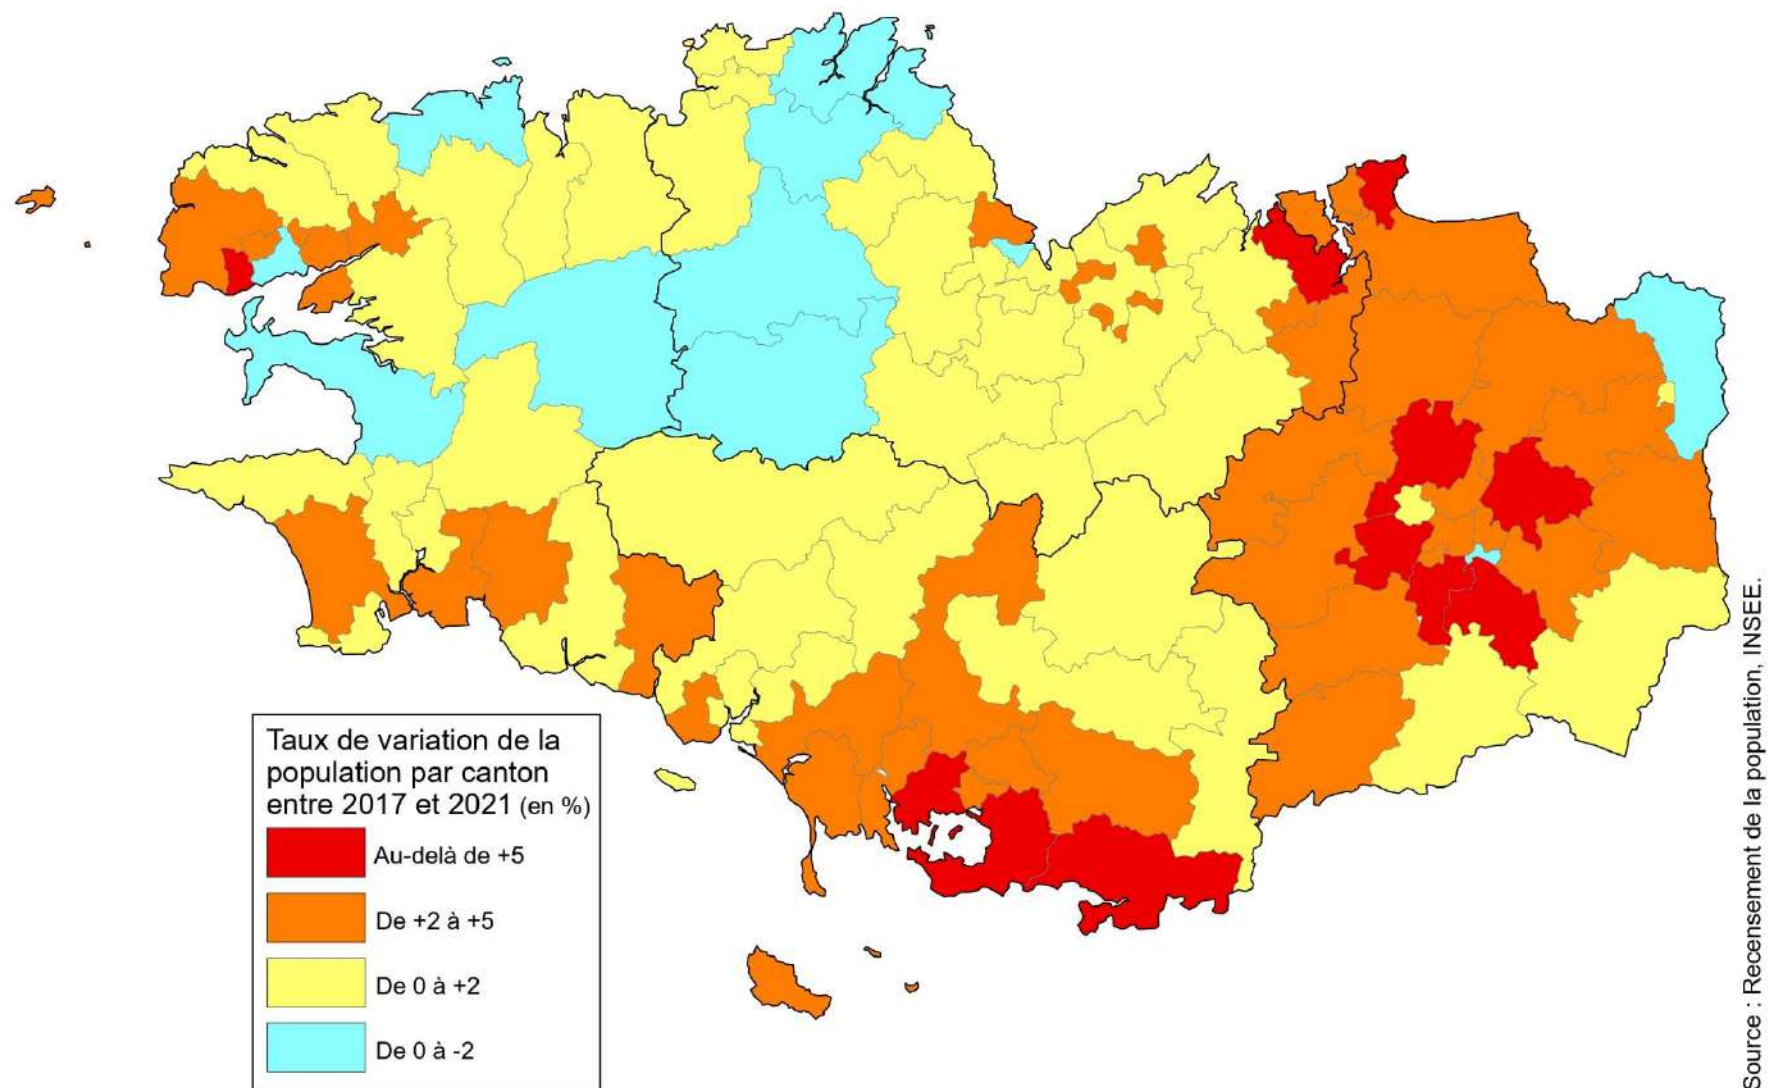 Taux de variation de la
population par canton
entre 2017 et 2021 (en %)
Au-delà de +5
De +2 à +5
De 0 à +2
De 0 à -2
Source : Recensement de la population, INSEE.